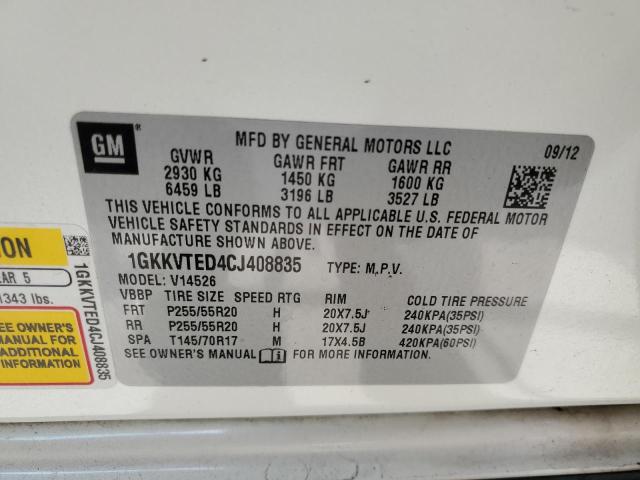 GM
MFD BY GENERAL MOTORS LLC
09/12
GVWR GAWR FRT GAWR RR
2930 KG 1450 KG 1600 KG
6459 LB 3196 LB 3527 LB
THIS VEHICLE CONFORMS TO ALL APPLICABLE U.S. FEDERAL MOTOR
VEHICLE SAFETY STANDARDS IN EFFECT ON THE DATE OF
MANUFACTURE SHOWN ABOVE.
1GKKVTED4CJ408835 TYPE: M.P.V.
MODEL: V14526
VBBP TIRE SIZE SPEED RTG RIM COLD TIRE PRESSURE
FRT P255/55R20 H 20X7.5J 240KPA(35PSI)
RR P255/55R20 H 20X7.5J 240KPA(35PSI)
SPA T145/70R17 M 17X4.5B 420KPA(60PSI)
SEE OWNER'S MANUAL FOR MORE INFORMATION
ION
AR 5
1343 lbs.
SEE OWNER'S
MANUAL FOR
ADDITIONAL
INFORMATION
1GKKVTED4CJ408835